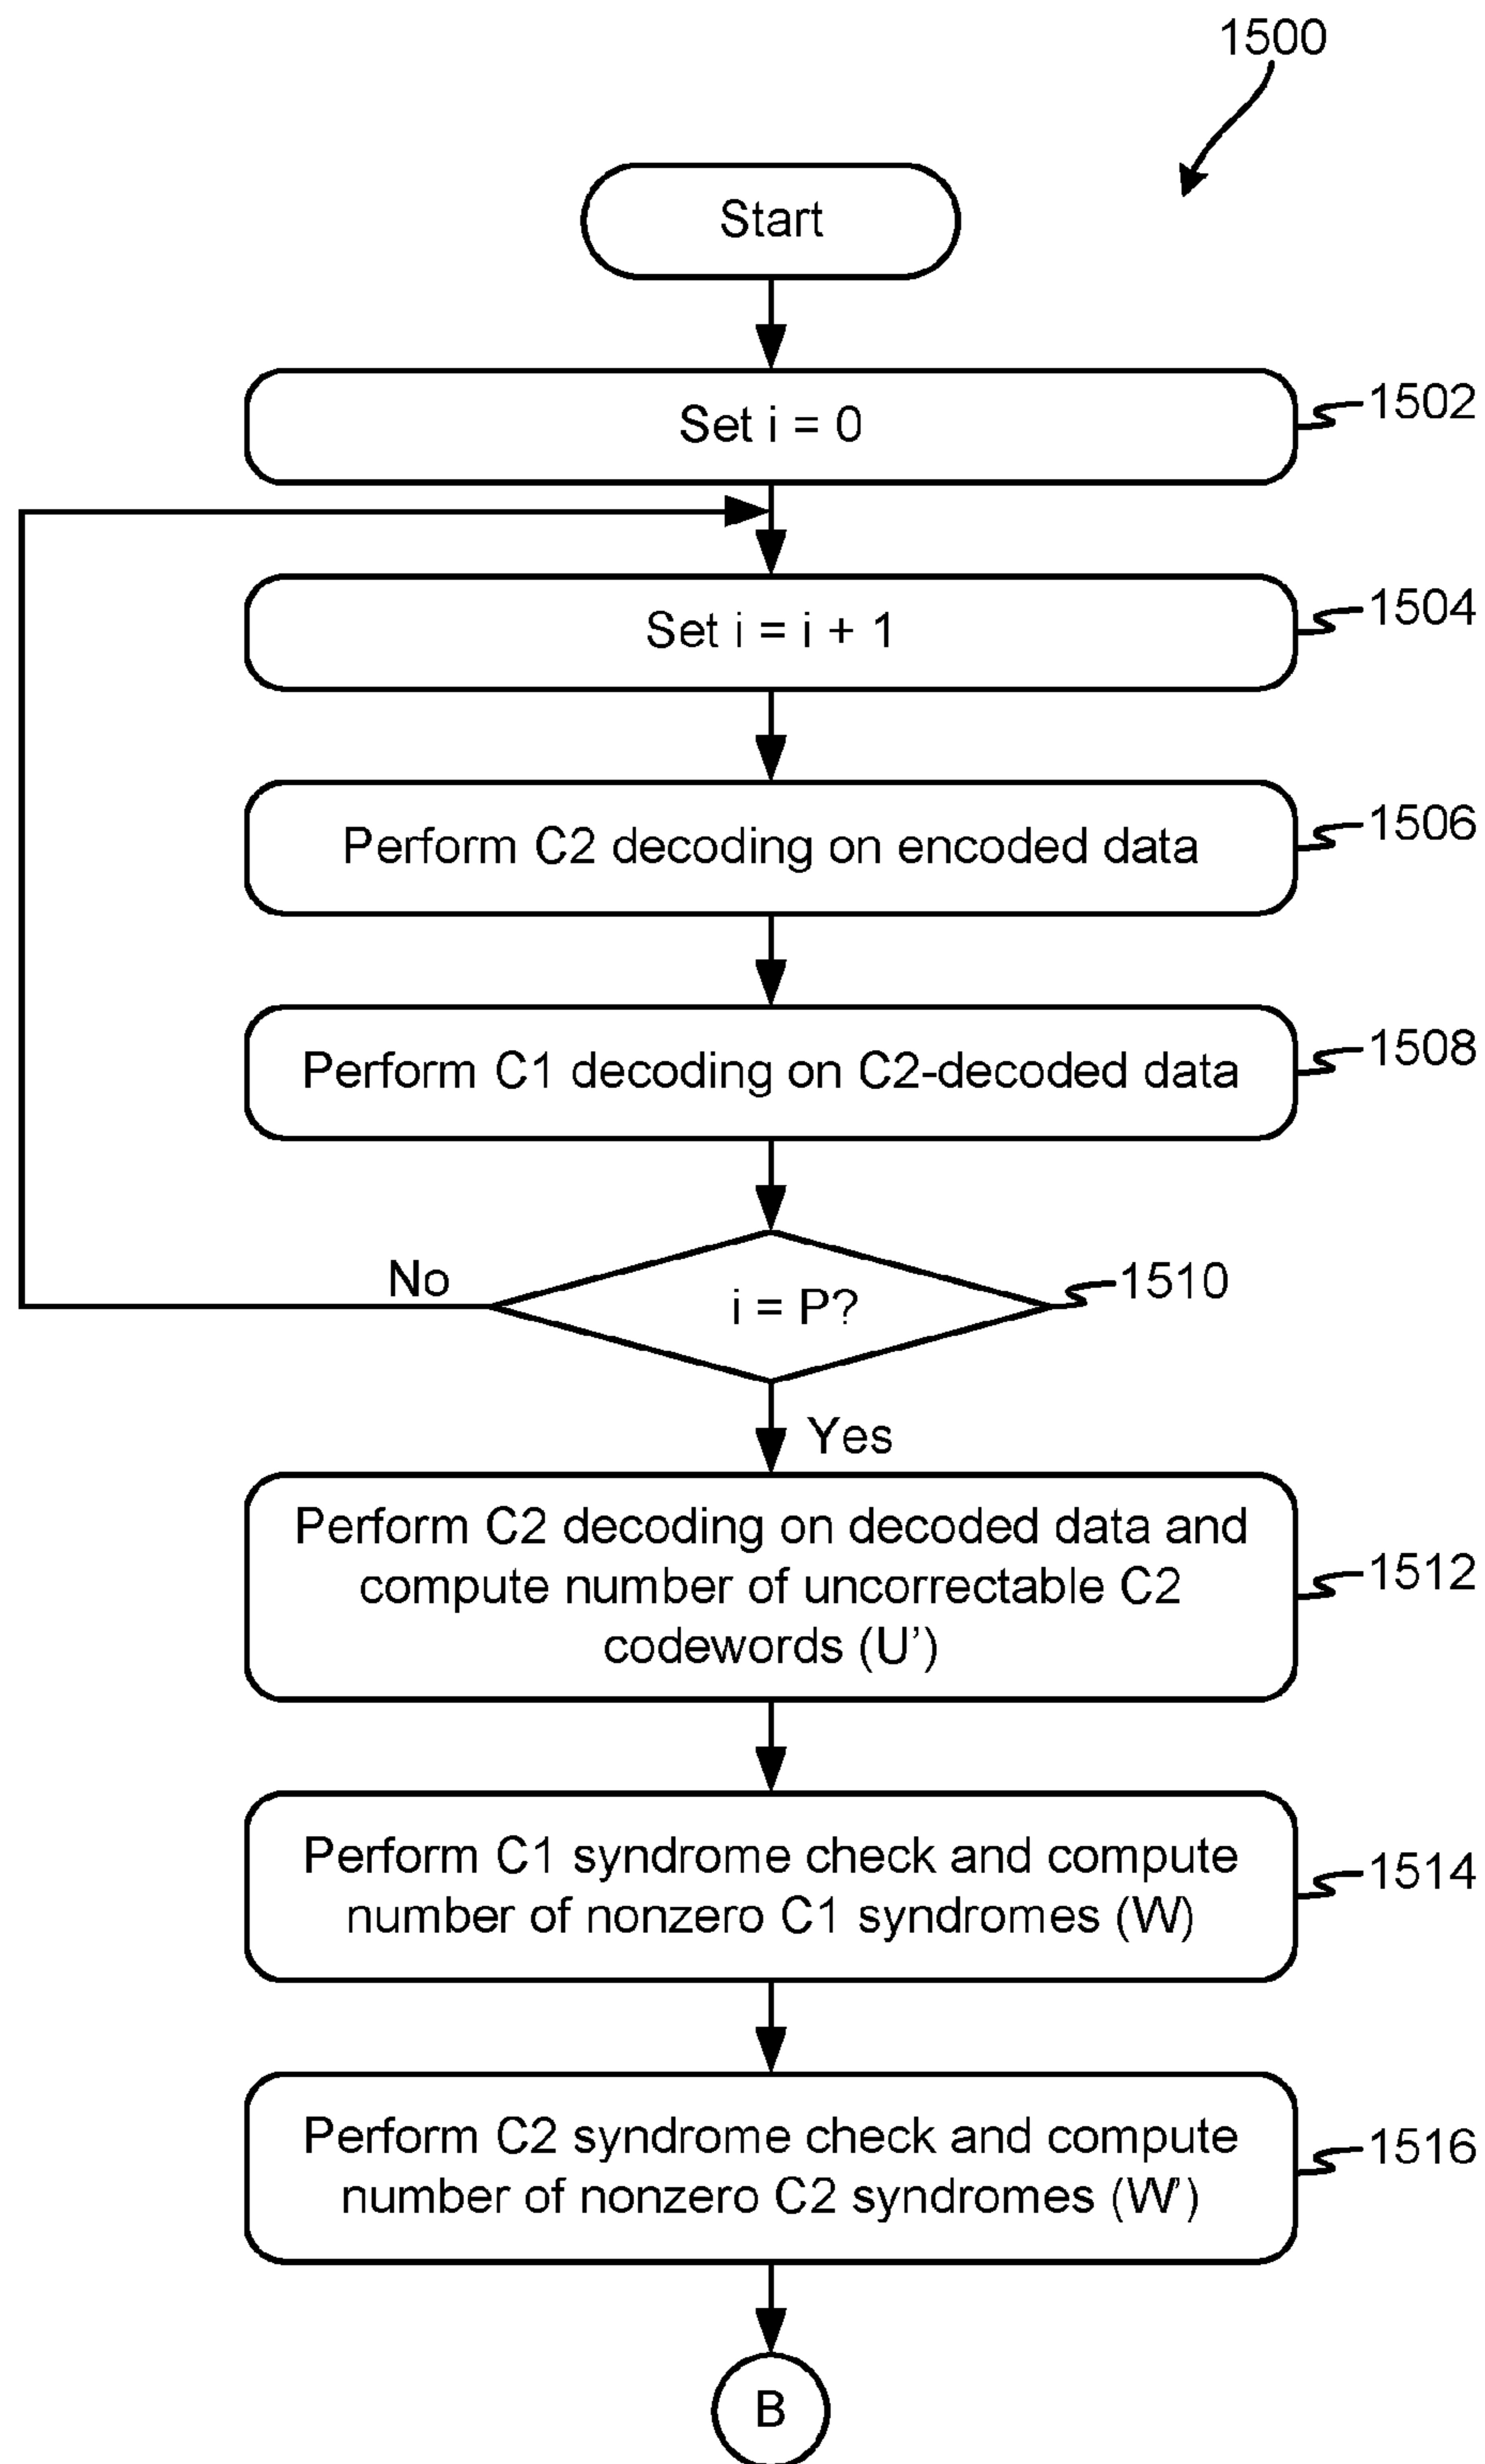 1500
Start
Set i = 0
1502
Set i = i + 1
1504
Perform C2 decoding on encoded data
1506
Perform C1 decoding on C2-decoded data
1508
No
i = P?
1510
Yes
Perform C2 decoding on decoded data and
compute number of uncorrectable C2
codewords (U’)
1512
Perform C1 syndrome check and compute
number of nonzero C1 syndromes (W)
1514
Perform C2 syndrome check and compute
number of nonzero C2 syndromes (W’)
1516
B